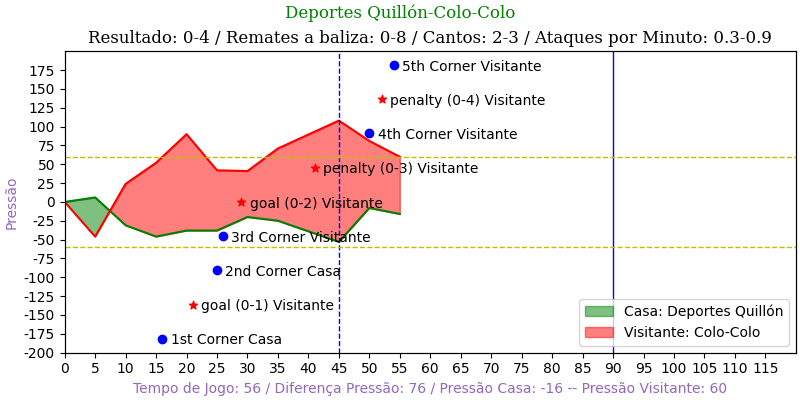 Deportes Quillón-Colo-Colo
Resultado: 0-4 / Remates a baliza: 0-8 / Cantos: 2-3 / Ataques por Minuto: 0.3-0.9
175
150
125
100
75
50
25
0
-25
-50
-75
-100
-125
-150
-175
-200
Pressão
5th Corner Visitante
penalty (0-4) Visitante
4th Corner Visitante
penalty (0-3) Visitante
goal (0-2) Visitante
3rd Corner Visitante
2nd Corner Casa
goal (0-1) Visitante
1st Corner Casa
Casa: Deportes Quillón
Visitante: Colo-Colo
0 5 10 15 20 25 30 35 40 45 50 55 60 65 70 75 80 85 90 95 100 105 110 115
Tempo de Jogo: 56 / Diferença Pressão: 76 / Pressão Casa: -16 -- Pressão Visitante: 60